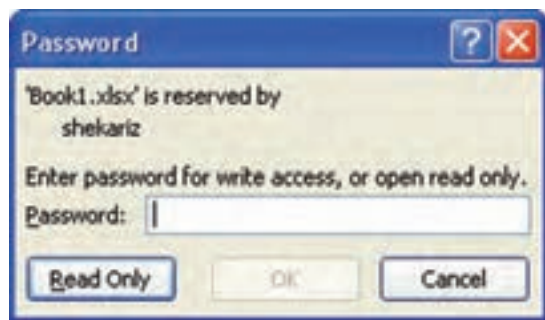 Password
'Book1.xlsx' is reserved by
shekariz
Enter password for write access, or open read only.
Password:
Read Only OK Cancel